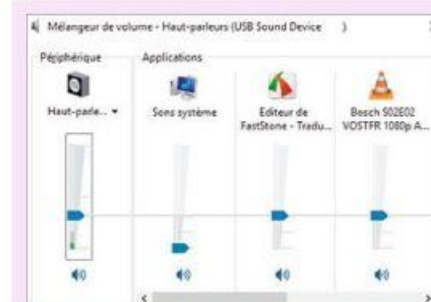 Mélangeur de volume - Haut-parleurs (USB Sound Device )
Périphérique
Applications
Haut-parle...
Sons système
Editeur de
FastStone - Tradu...
Bosch S02E02
VOSTFR 1080p A...